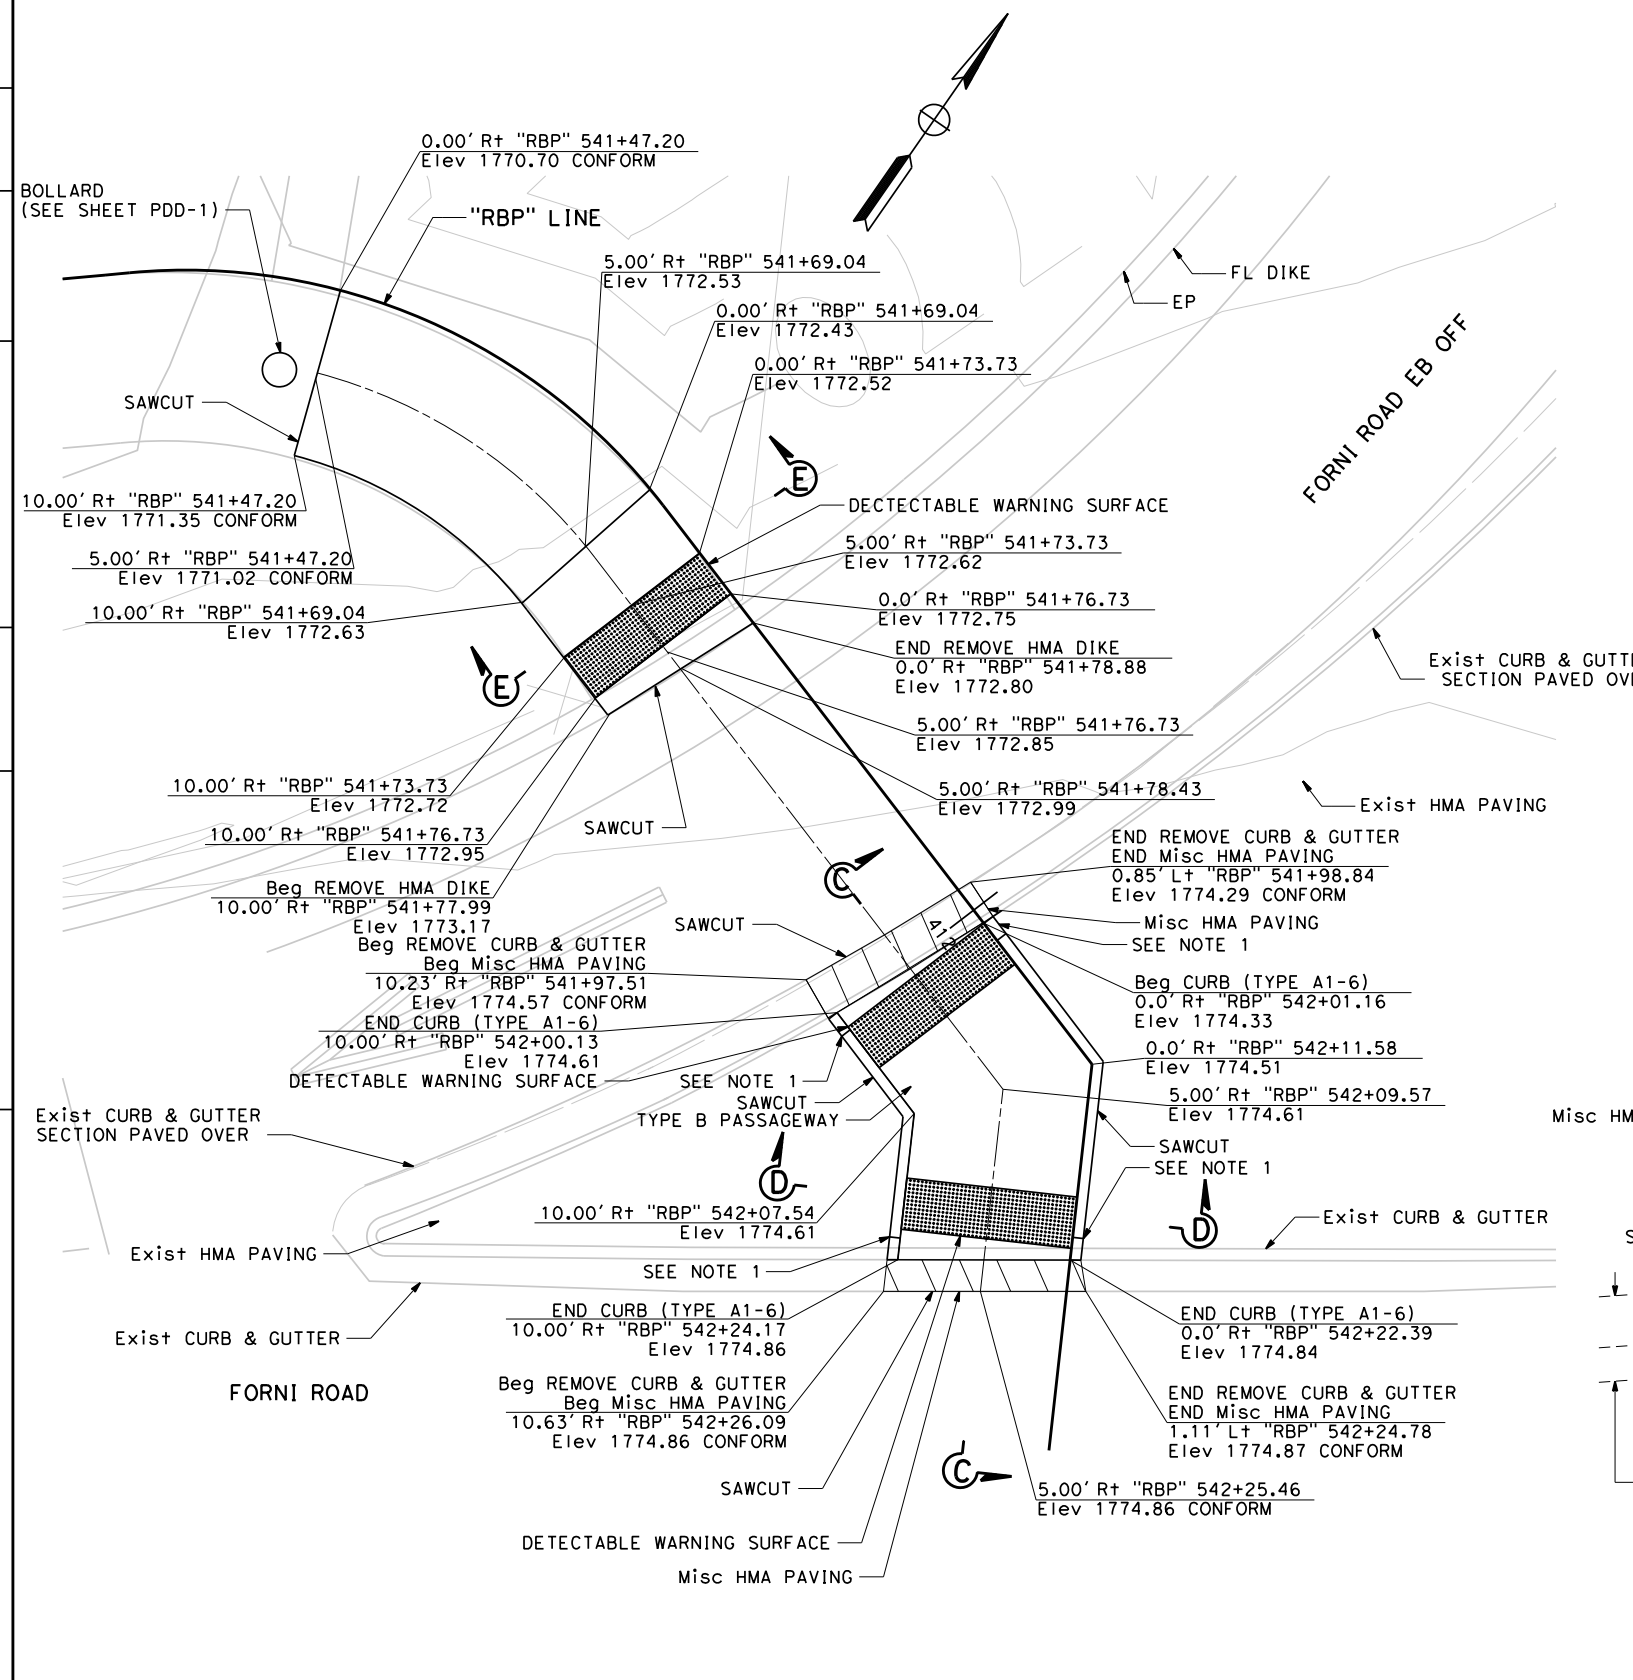 0.00' Rt "RBP" 541+47.20
Elev 1770.70 CONFORM
BOLLARD
(SEE SHEET PDD-1)
"RBP" LINE
5.00' Rt "RBP" 541+69.04
Elev 1772.53
FL DIKE
EP
0.00' Rt "RBP" 541+69.04
Elev 1772.43
0.00' Rt "RBP" 541+73.73
Elev 1772.52
FORNI ROAD EB OFF
SAWCUT
E
10.00' Rt "RBP" 541+47.20
Elev 1771.35 CONFORM
DECTECTABLE WARNING SURFACE
5.00' Rt "RBP" 541+47.20
Elev 1771.02 CONFORM
5.00' Rt "RBP" 541+73.73
Elev 1772.62
10.00' Rt "RBP" 541+69.04
Elev 1772.63
0.0' Rt "RBP" 541+76.73
Elev 1772.75
END REMOVE HMA DIKE
0.0' Rt "RBP" 541+78.88
Elev 1772.80
E
Exist CURB & GUTTE
SECTION PAVED OV
5.00' Rt "RBP" 541+76.73
Elev 1772.85
10.00' Rt "RBP" 541+73.73
Elev 1772.72
5.00' Rt "RBP" 541+78.43
Elev 1772.99
Exist HMA PAVING
10.00' Rt "RBP" 541+76.73
Elev 1772.95
SAWCUT
END REMOVE CURB & GUTTER
END Misc HMA PAVING
0.85' Lt "RBP" 541+98.84
Elev 1774.29 CONFORM
C
Beg REMOVE HMA DIKE
10.00' Rt "RBP" 541+77.99
Elev 1773.17
SAWCUT
Misc HMA PAVING
SEE NOTE 1
Beg REMOVE CURB & GUTTER
Beg Misc HMA PAVING
10.23' Rt "RBP" 541+97.51
Elev 1774.57 CONFORM
Beg CURB (TYPE A1-6)
0.0' Rt "RBP" 542+01.16
Elev 1774.33
END CURB (TYPE A1-6)
10.00' Rt "RBP" 542+00.13
Elev 1774.61
0.0' Rt "RBP" 542+11.58
Elev 1774.51
DETECTABLE WARNING SURFACE
SEE NOTE 1
SAWCUT
TYPE B PASSAGEWAY
5.00' Rt "RBP" 542+09.57
Elev 1774.61
Exist CURB & GUTTER
SECTION PAVED OVER
Misc HM
SAWCUT
SEE NOTE 1
D
D
10.00' Rt "RBP" 542+07.54
Elev 1774.61
Exist CURB & GUTTER
Exist HMA PAVING
SEE NOTE 1
END CURB (TYPE A1-6)
10.00' Rt "RBP" 542+24.17
Elev 1774.86
END CURB (TYPE A1-6)
0.0' Rt "RBP" 542+22.39
Elev 1774.84
Exist CURB & GUTTER
FORNI ROAD
Beg REMOVE CURB & GUTTER
Beg Misc HMA PAVING
10.63' Rt "RBP" 542+26.09
Elev 1774.86 CONFORM
END REMOVE CURB & GUTTER
END Misc HMA PAVING
1.11' Lt "RBP" 542+24.78
Elev 1774.87 CONFORM
C
SAWCUT
5.00' Rt "RBP" 542+25.46
Elev 1774.86 CONFORM
DETECTABLE WARNING SURFACE
Misc HMA PAVING